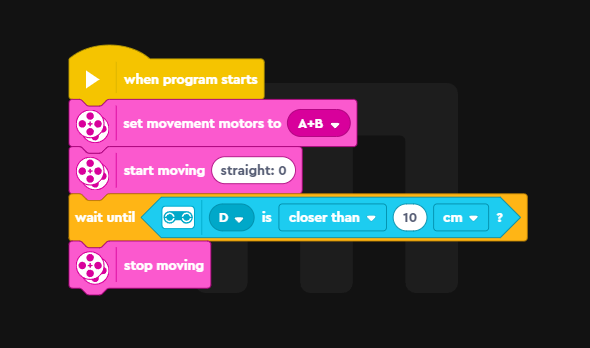 when program starts
set movement motors to A+B
start moving straight: 0
wait until D is closer than 10 cm ?
stop moving